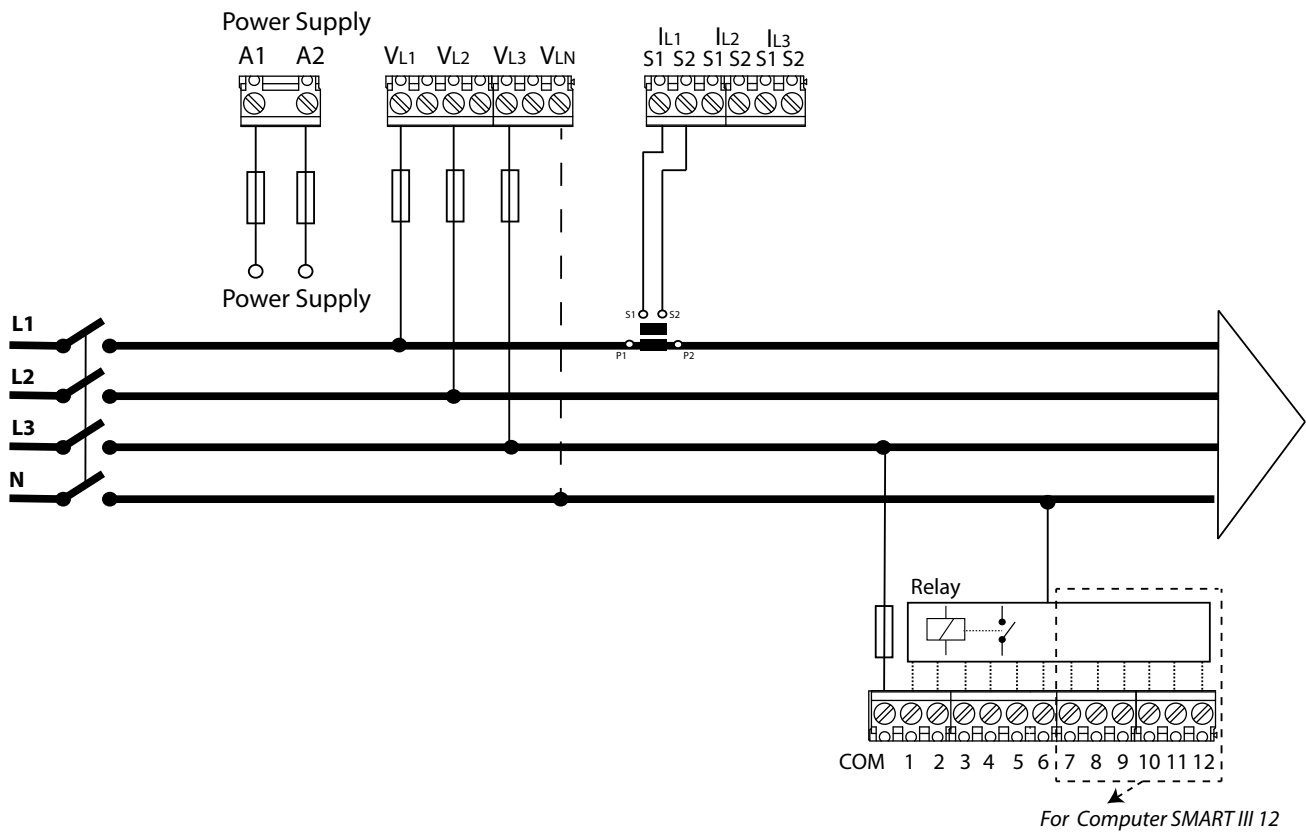 Power Supply
A1 A2
VL1 VL2 VL3 VLN
IL1 IL2 IL3
S1 S2 S1 S2 S1 S2
Power Supply
S1 S2
L1
P1 P2
L2
L3
N
Relay
COM 1 2 3 4 5 6 7 8 9 10 11 12
For Computer SMART III 12